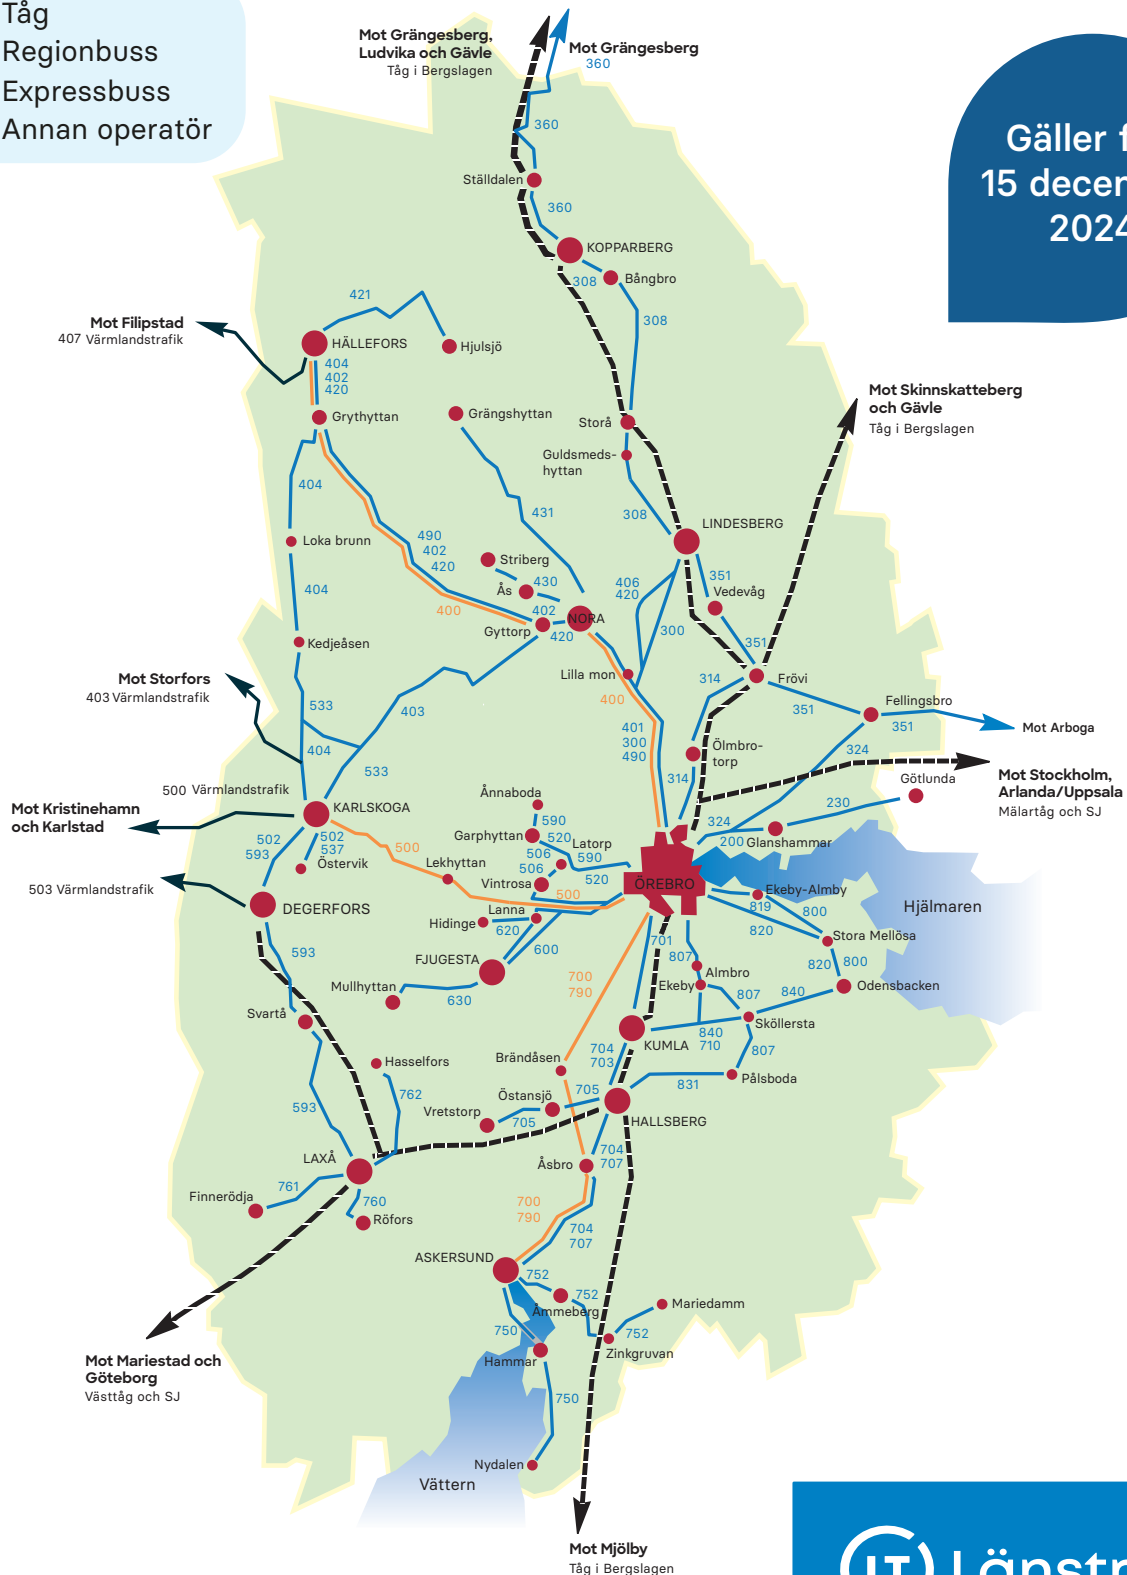 Tåg
Regionbuss
Expressbuss
Annan operatör
Gäller f
15 decen
2024
Mot Grängesberg,
Ludvika och Gävle
Tåg i Bergslagen
Mot Grängesberg
360
360
Ställdalen
360
KOPPARBERG
308
Bångbro
308
421
Mot Filipstad
407 Värmlandstrafik
HÄLLEFORS
Hjulsjö
404
402
420
Grythyttan
Grängshyttan
Storå
Guldsmeds-
hyttan
Mot Skinnskatteberg
och Gävle
Tåg i Bergslagen
404
431
308
LINDESBERG
490
402
420
Loka brunn
Striberg
430
Ås
406
420
351
Vedevåg
404
400
402
NORA
Gyttorp
420
300
351
Kedjeåsen
Lilla mon
314
Frövi
Mot Storfors
403 Värmlandstrafik
400
351
Fellingsbro
351
Mot Arboga
533
403
401
300
490
Ölmbro-
torp
324
404
533
314
Götlunda
Mot Stockholm,
Arlanda/Uppsala
Mälartåg och SJ
500 Värmlandstrafik
Ånnaboda
230
Mot Kristinehamn
och Karlstad
KARLSKOGA
590
324
502
593
502
537
Garphyttan
520
Latorp
200
Glanshammar
Östervik
500
Lekhyttan
506
590
506
520
503 Värmlandstrafik
Vintrosa
500
ÖREBRO
Ekeby-Almby
819
800
Hjälmaren
DEGERFORS
Lanna
Hidinge
620
820
Stora Mellösa
593
600
701
FJUGESTA
807
820
800
Almbro
Mullhyttan
700
790
Ekeby
807
840
Odensbacken
630
Svartå
Sköllersta
KUMLA
840
710
Hasselfors
Brändåsen
704
703
807
762
Östansjö
705
831
Pålsboda
593
Vretstorp
705
HALLSBERG
LAXÅ
704
707
Åsbro
761
Finnerödja
760
Röfors
700
790
704
707
ASKERSUND
752
752
Åmmeberg
Mariedamm
750
752
Zinkgruvan
Hammar
Mot Mariestad och
Göteborg
Västtåg och SJ
750
Nydalen
Vättern
Mot Mjölby
Tåg i Bergslagen
LT Länstr